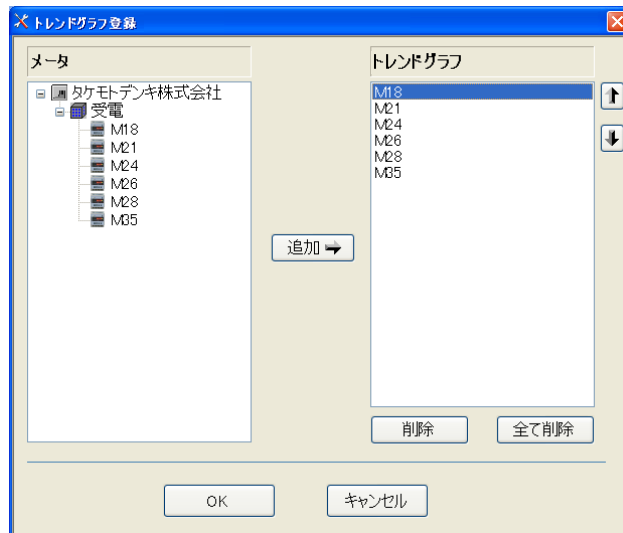 トレンドグラフ登録
メータ
タケモトデンキ株式会社
受電
M18
M21
M24
M26
M28
M35
追加
トレンドグラフ
M18
M21
M24
M26
M28
M35
削除
全て削除
OK
キャンセル